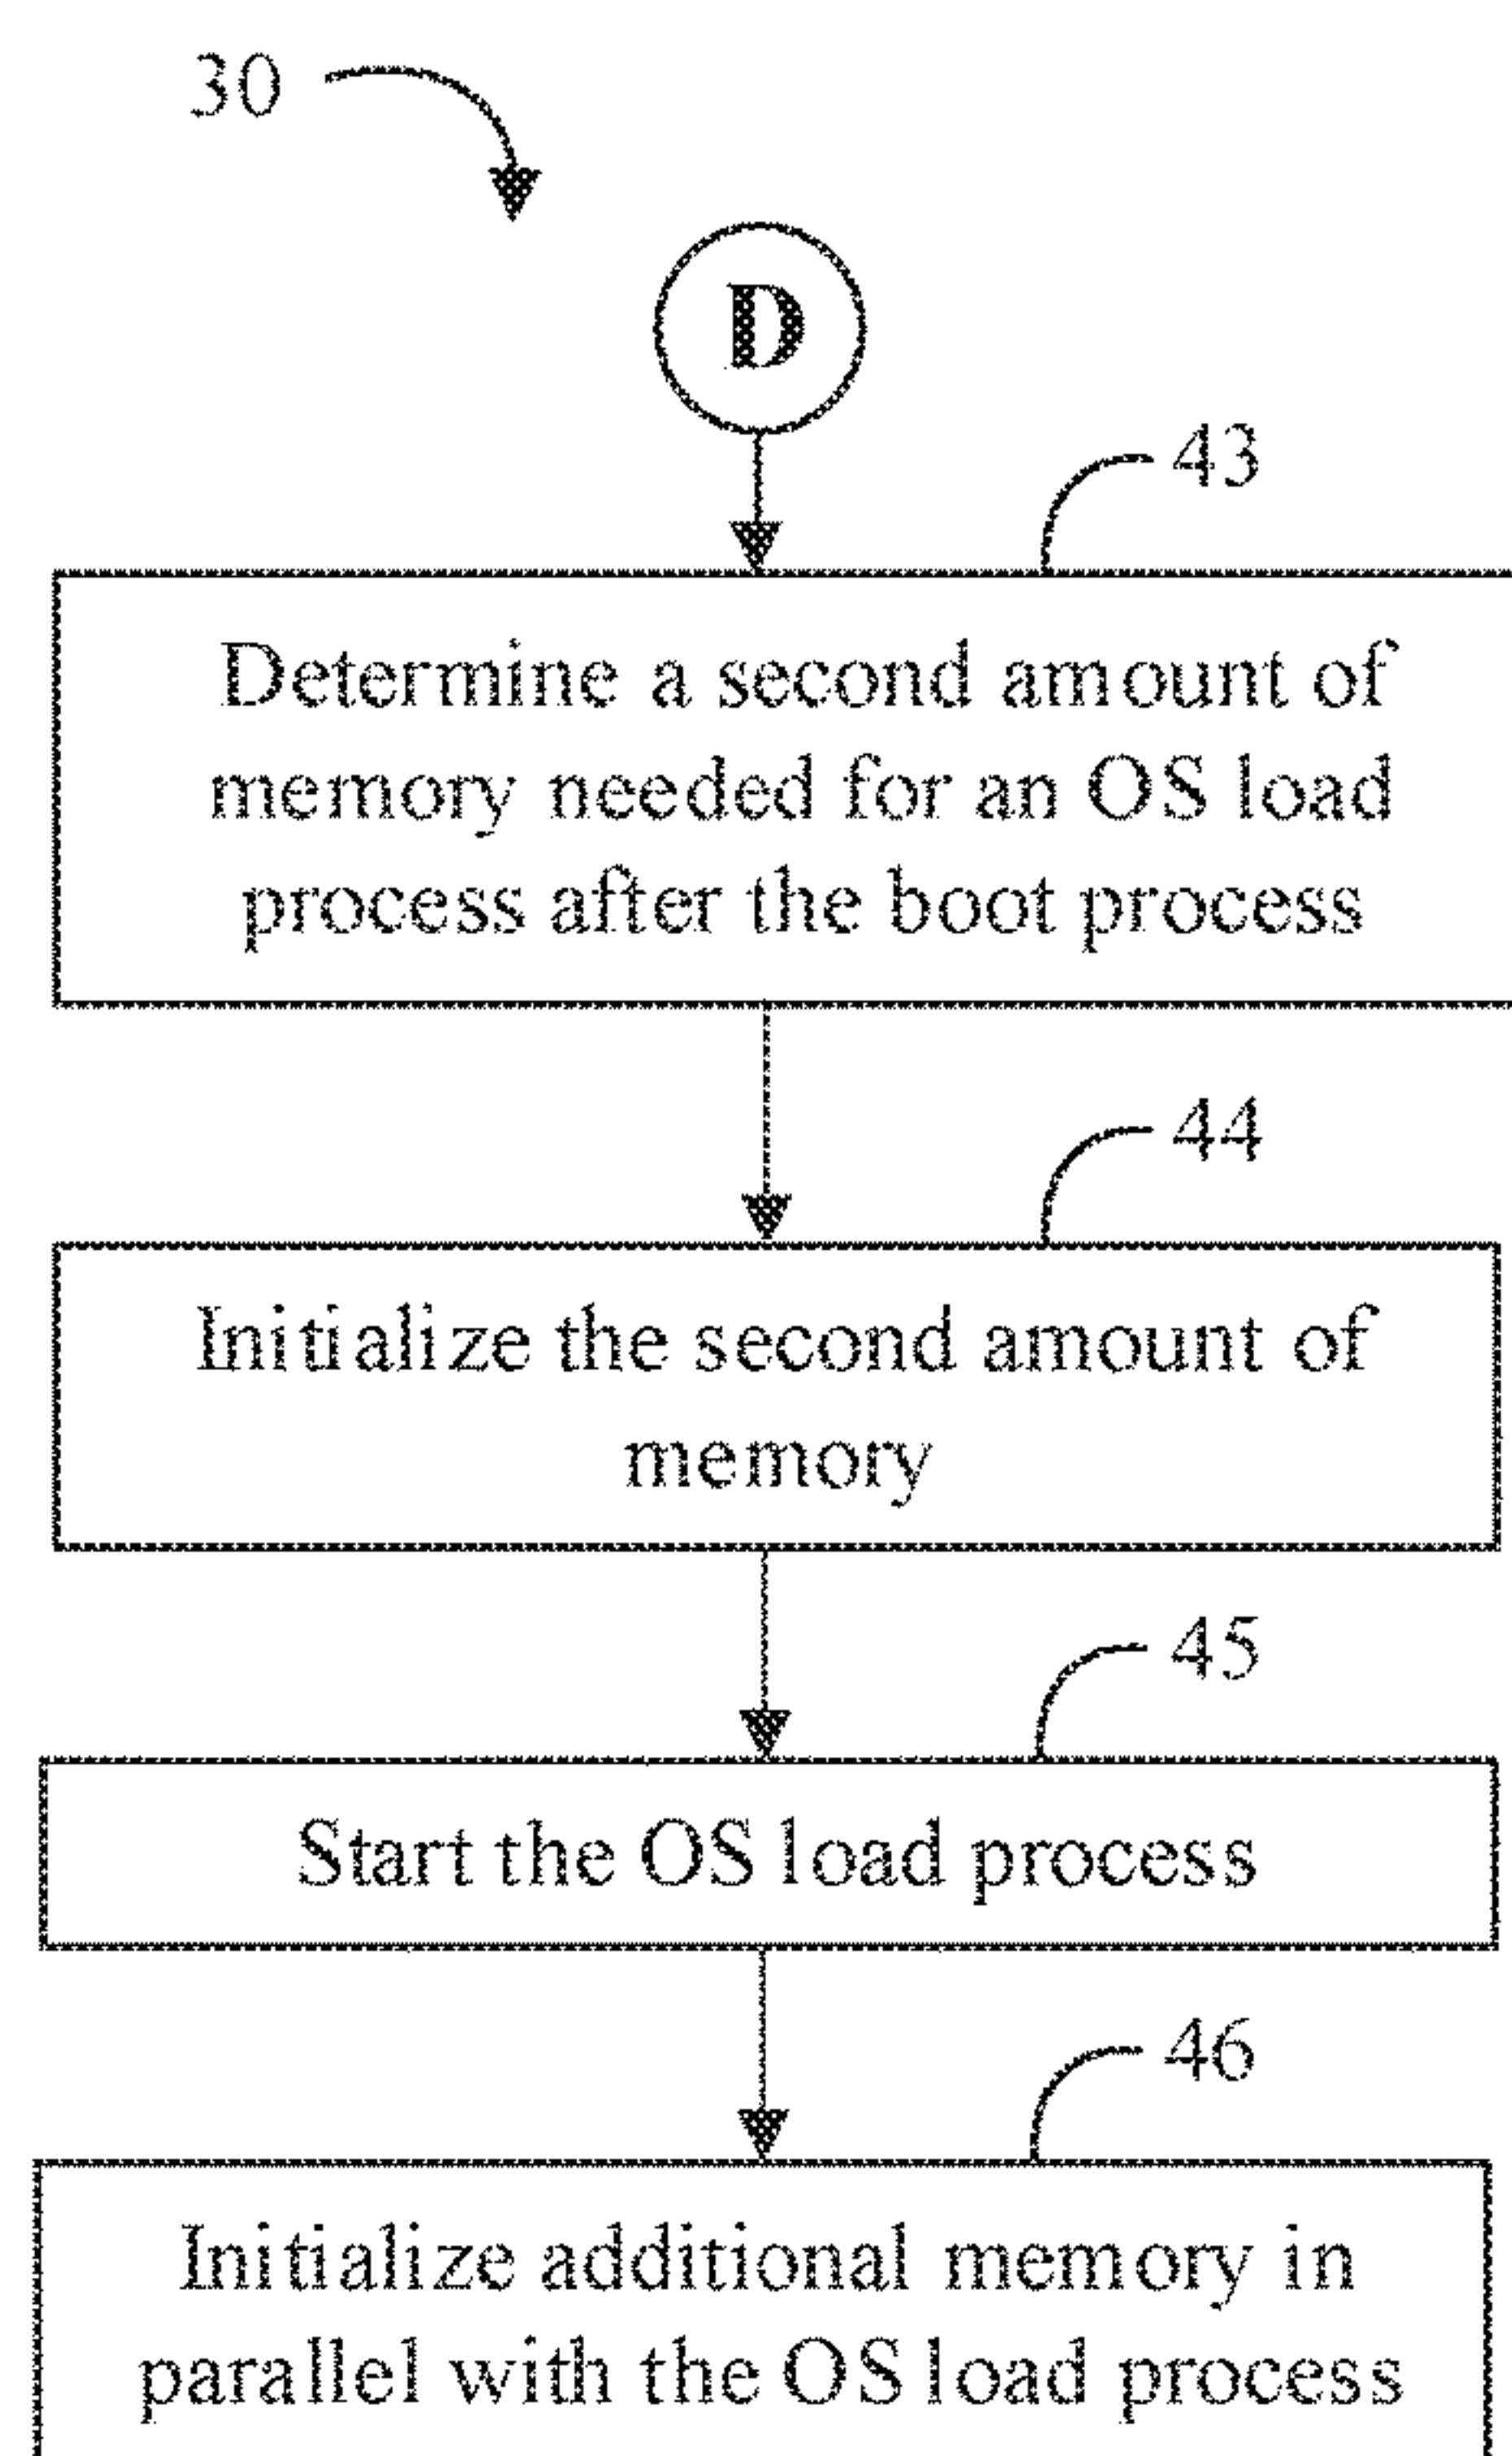 30
D
43
Determine a second amount of
memory needed for an OS load
process after the boot process
44
Initialize the second amount of
memory
45
Start the OS load process
46
Initialize additional memory in
parallel with the OS load process